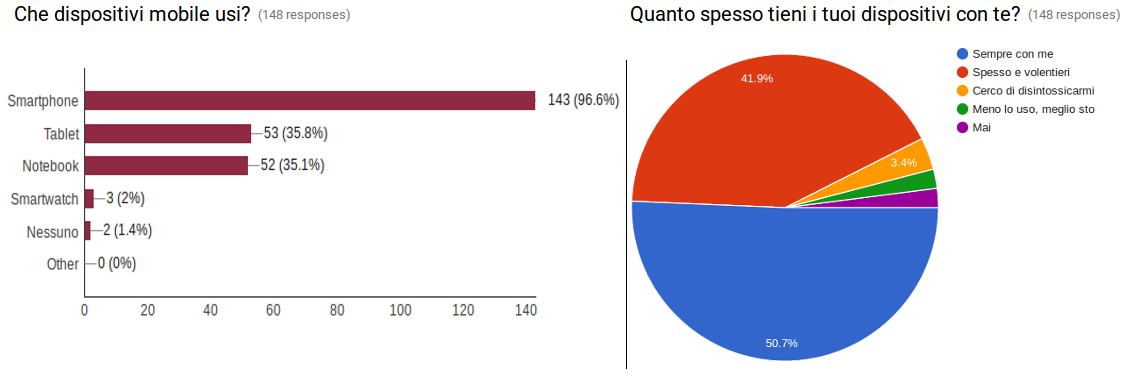 Che dispositivi mobile usi? (148 responses)
Smartphone 143 (96.6%)
Tablet 53 (35.8%)
Notebook 52 (35.1%)
Smartwatch 3 (2%)
Nessuno 2 (1.4%)
Other 0 (0%)
0 20 40 60 80 100 120 140
Quanto spesso tieni i tuoi dispositivi con te? (148 responses)
Sempre con me
Spesso e volentieri
Cerco di disintossicarmi
Meno lo uso, meglio sto
Mai
41.9%
3.4%
50.7%